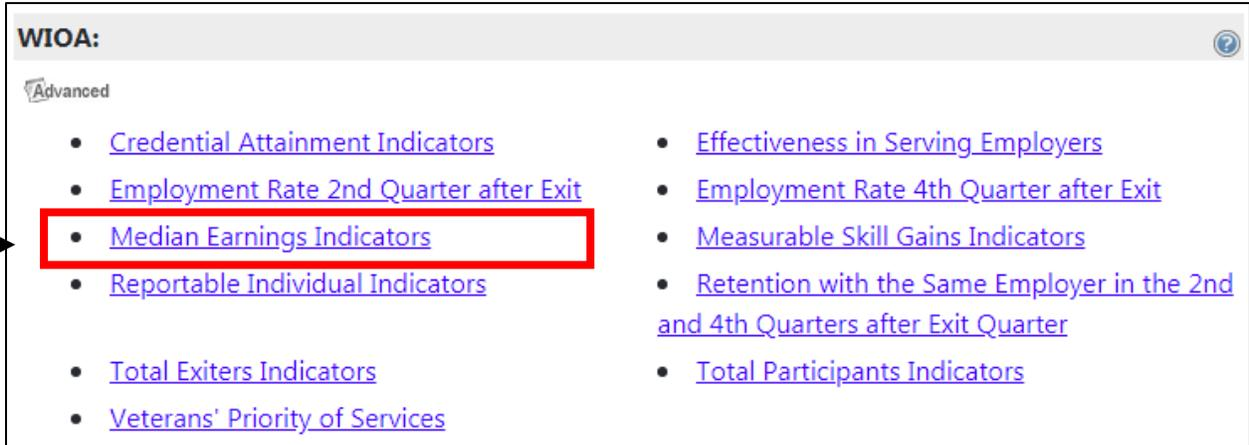 WIOA:
Advanced
• Credential Attainment Indicators
• Effectiveness in Serving Employers
• Employment Rate 2nd Quarter after Exit
• Employment Rate 4th Quarter after Exit
• Median Earnings Indicators
• Measurable Skill Gains Indicators
• Reportable Individual Indicators
• Retention with the Same Employer in the 2nd
and 4th Quarters after Exit Quarter
• Total Exiters Indicators
• Total Participants Indicators
• Veterans' Priority of Services